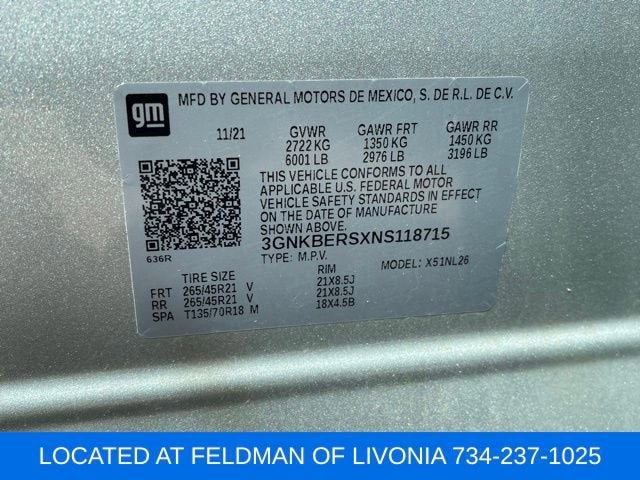 gm
MFD BY GENERAL MOTORS DE MEXICO, S. DE R.L. DE C.V.
11/21 GVWR GAWR FRT GAWR RR
2722 KG 1350 KG 1450 KG
6001 LB 2976 LB 3196 LB
THIS VEHICLE CONFORMS TO ALL
APPLICABLE U.S. FEDERAL MOTOR
VEHICLE SAFETY STANDARDS IN EFFECT
ON THE DATE OF MANUFACTURE
SHOWN ABOVE.
3GNKBERSXNS118715
636R TYPE: M.P.V. MODEL: X51NL26
TIRE SIZE RIM
FRT 265/45R21 V 21X8.5J
RR 265/45R21 V 21X8.5J
SPA T135/70R18 M 18X4.5B
LOCATED AT FELDMAN OF LIVONIA 734-237-1025